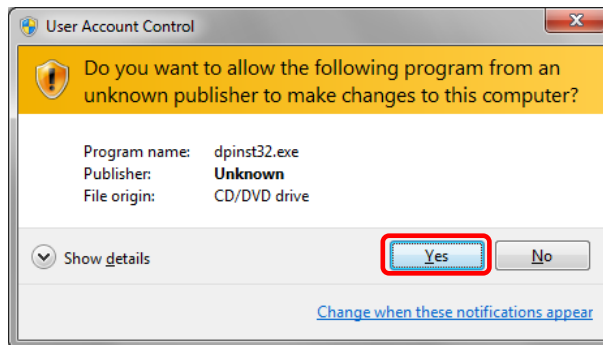 User Account Control
Do you want to allow the following program from an
unknown publisher to make changes to this computer?
Program name: dpinst32.exe
Publisher: Unknown
File origin: CD/DVD drive
Show details
Yes
No
Change when these notifications appear